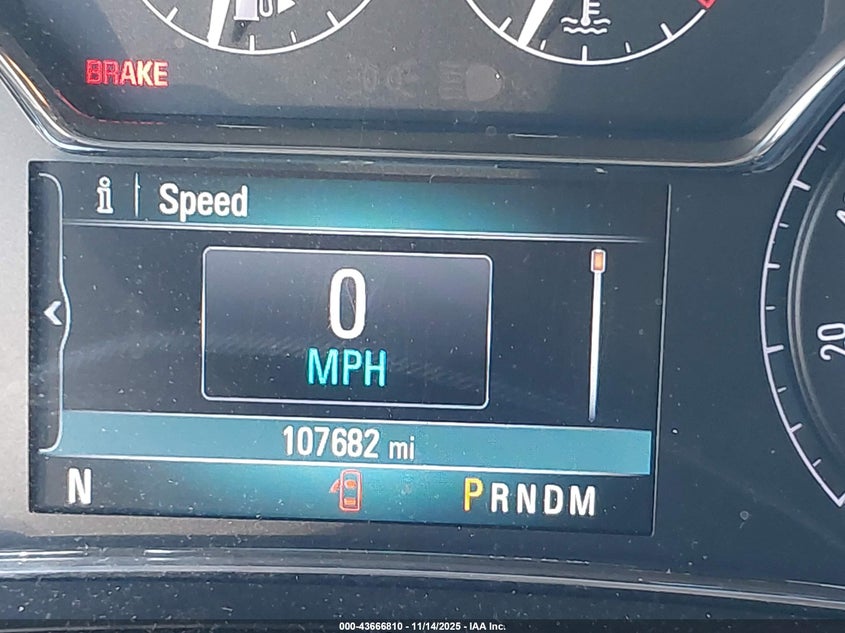 BRAKE
i | Speed
0
MPH
107682 mi
N PRNDM
20
000-43666810 - 11/14/2025 - IAA Inc.